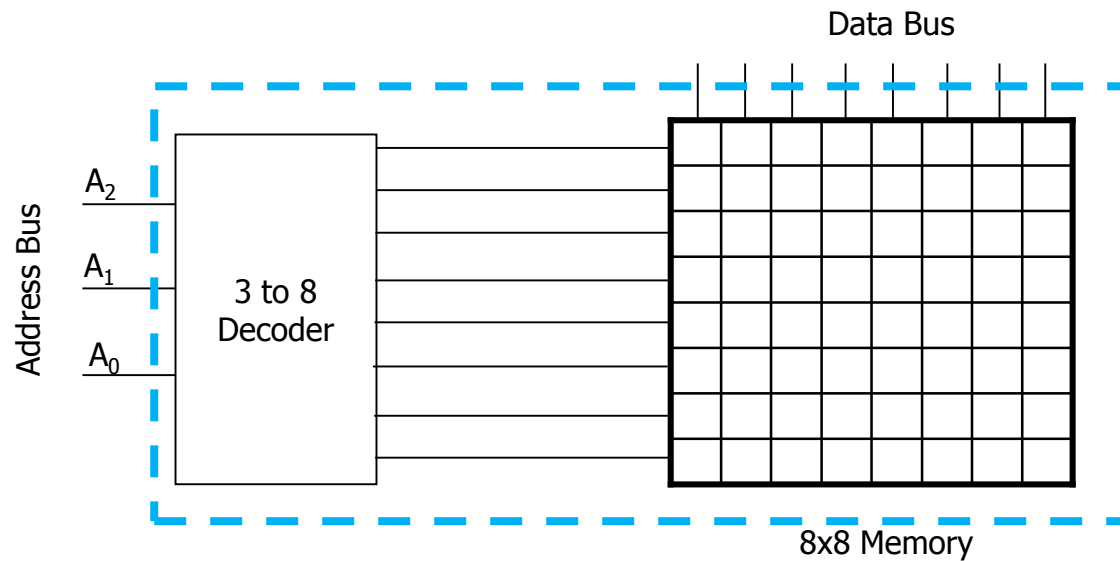 Data Bus
Address Bus
A₂
A₁
A₀
3 to 8
Decoder
8x8 Memory